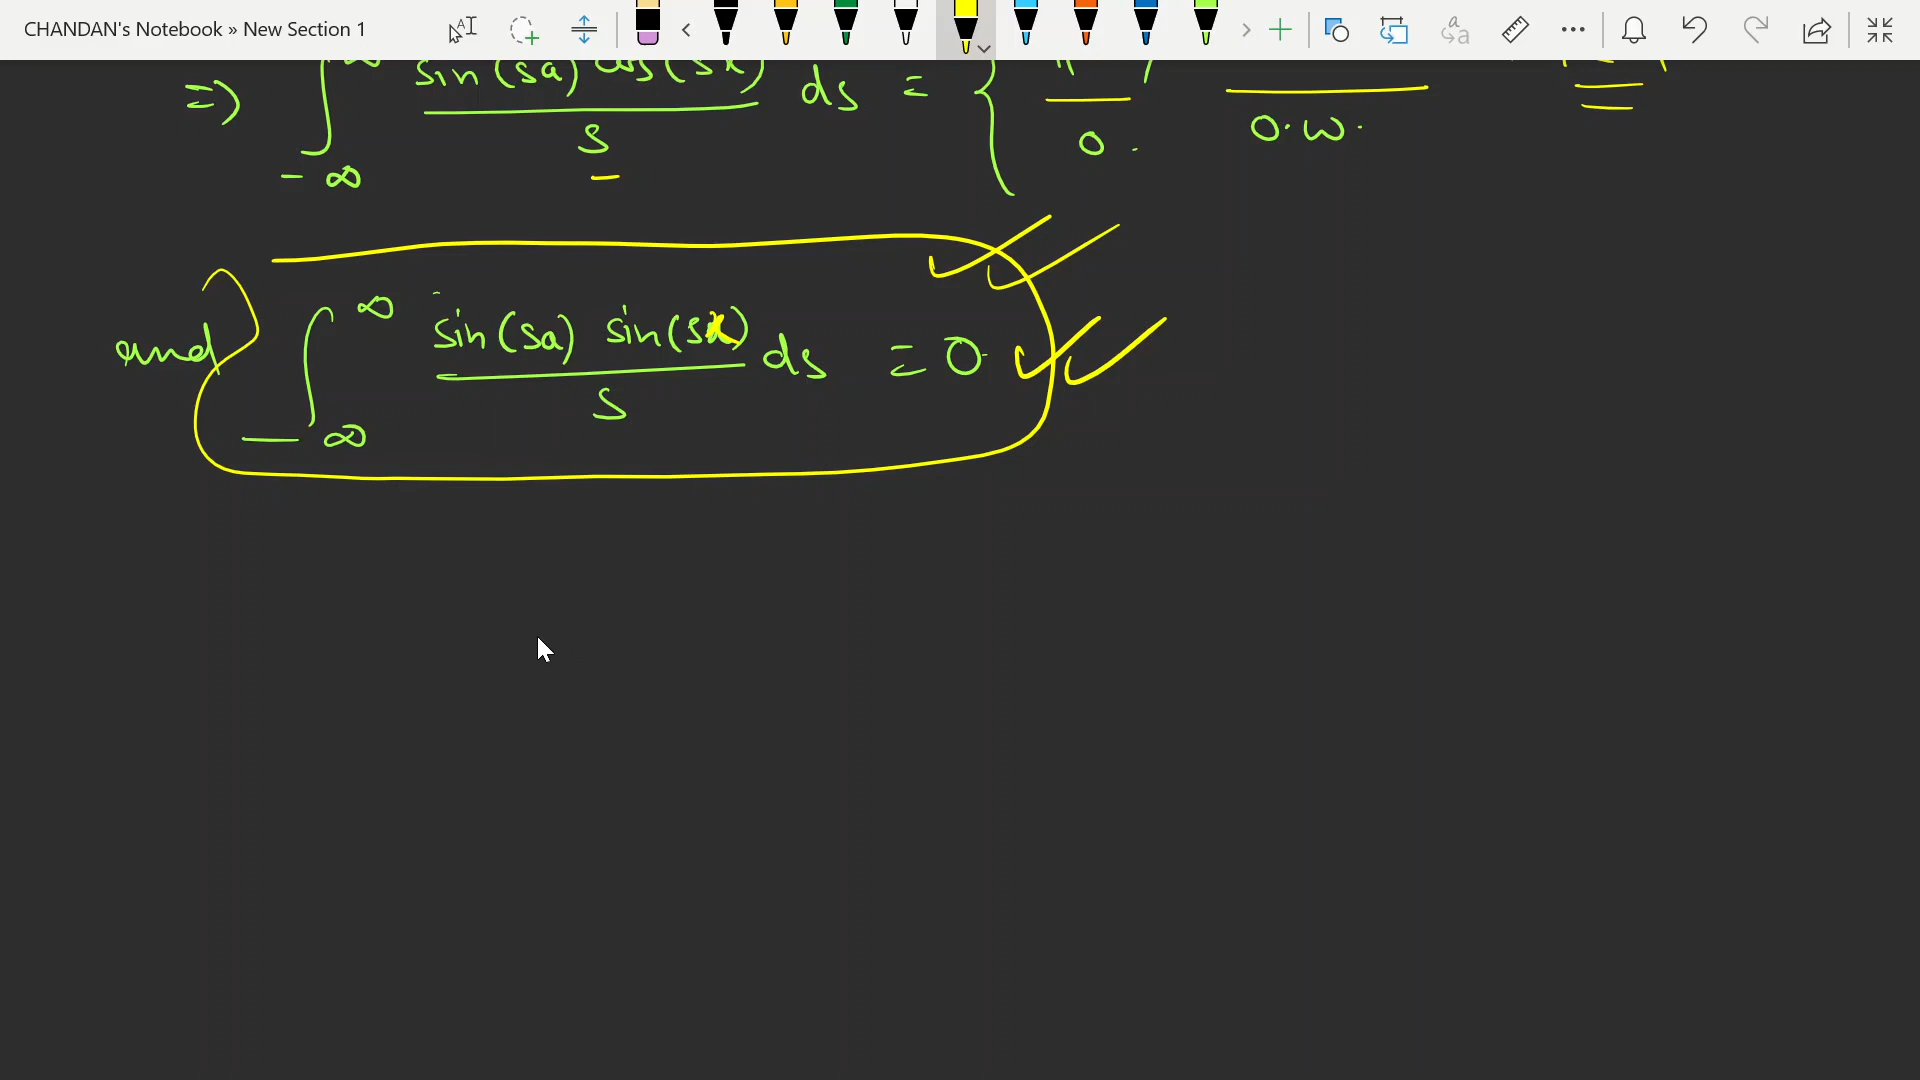 CHANDAN's Notebook » New Section 1
=> ∫_{-∞}^{∞} sin(sa) cos(sx) / s ds = { π, 
0. O.W.
and ∫_{-∞}^{∞} sin(sa) sin(sx) / s ds = 0.